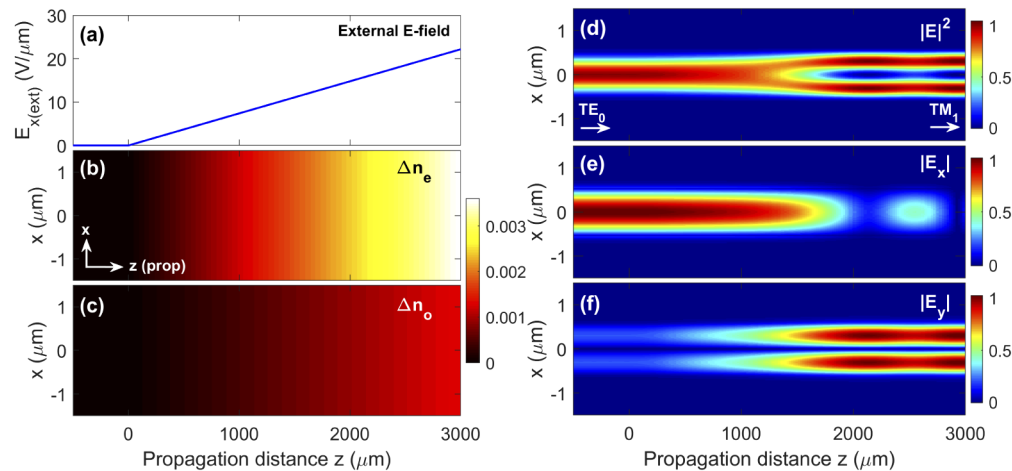 (a)
External E-field
E_x(ext) (V/μm)
30
20
10
0
(b)
Δn_e
x (μm)
1
0
-1
x
z (prop)
0.003
0.002
0.001
0
(c)
Δn_o
x (μm)
1
0
-1
0
1000
2000
3000
Propagation distance z (μm)
(d)
|E|²
x (μm)
1
0
-1
TE₀
TM₁
1
0.5
0
(e)
|E_x|
x (μm)
1
0
-1
1
0.5
0
(f)
|E_y|
x (μm)
1
0
-1
1
0.5
0
0
1000
2000
3000
Propagation distance z (μm)